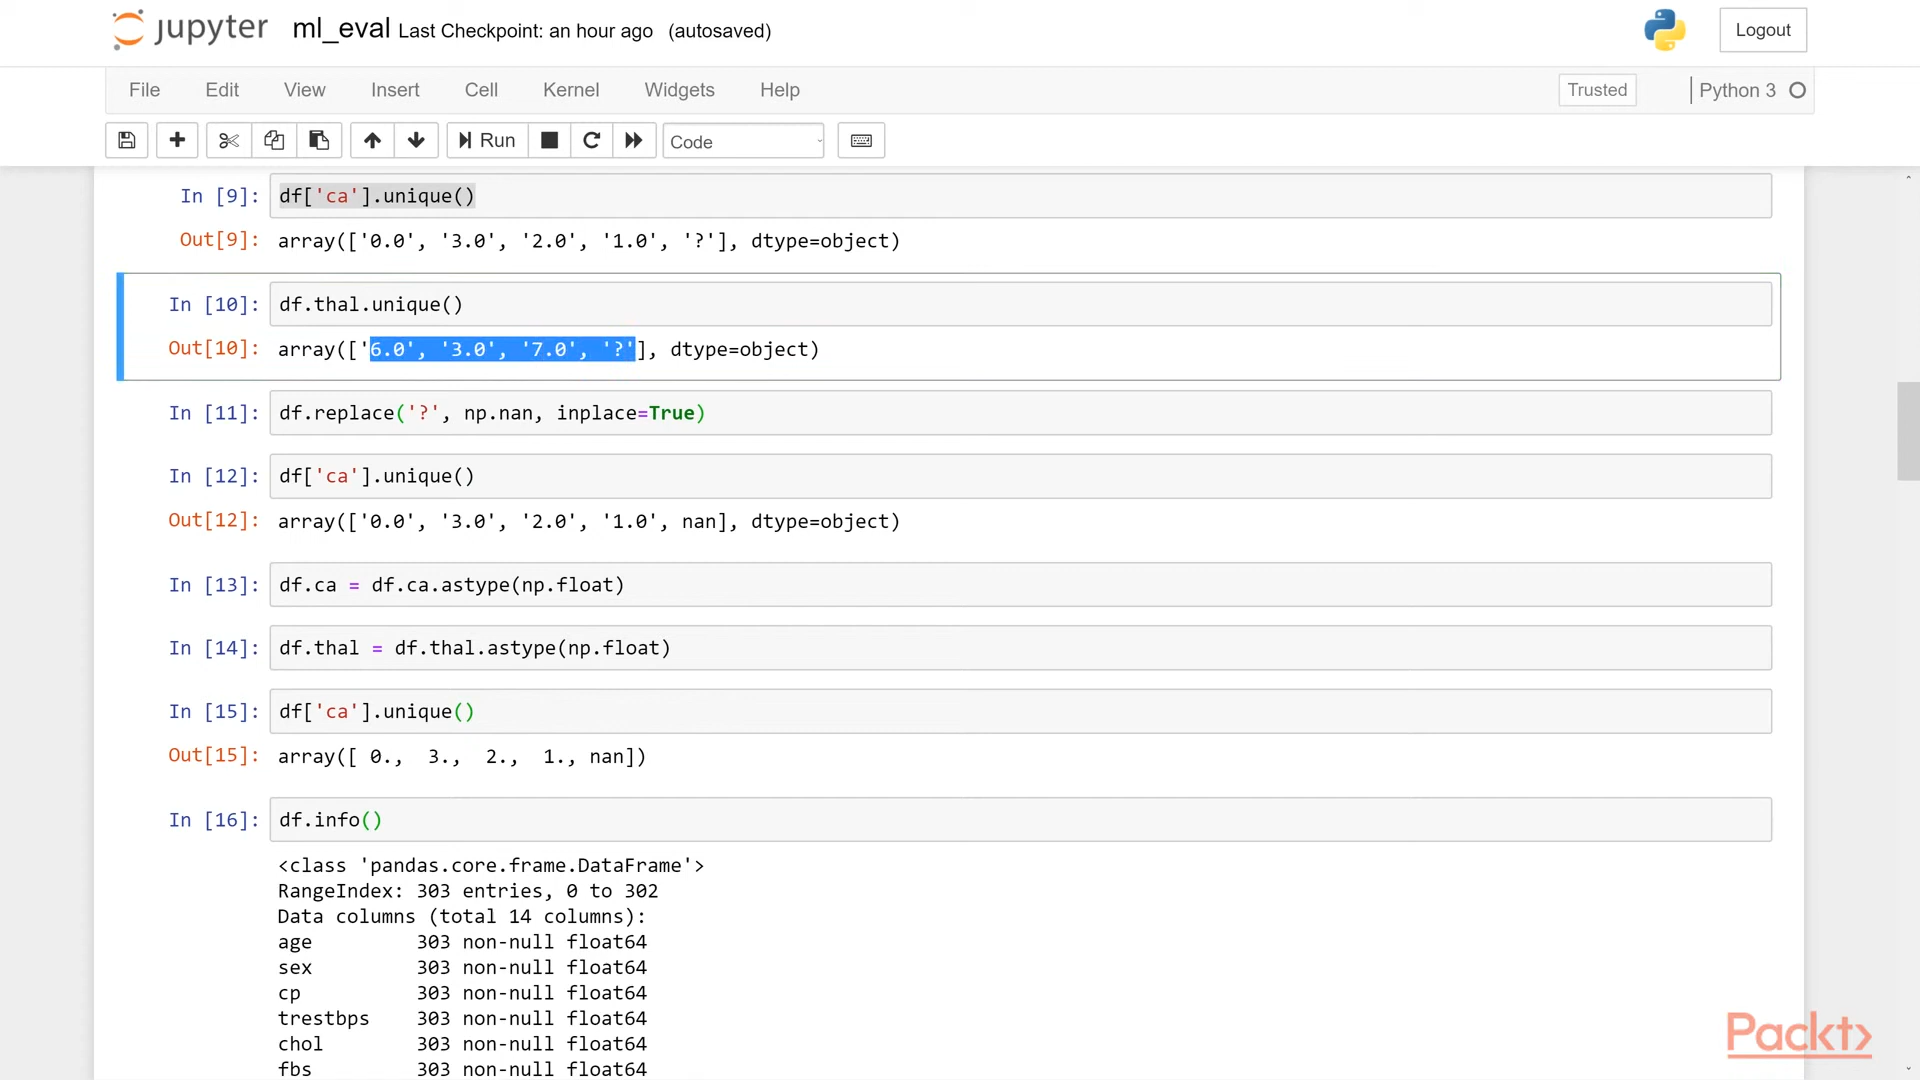 jupyter ml_eval Last Checkpoint: an hour ago (autosaved) Logout
File Edit View Insert Cell Kernel Widgets Help Trusted Python 3
Run Code
In [9]: df['ca'].unique()
Out[9]: array(['0.0', '3.0', '2.0', '1.0', '?'], dtype=object)
In [10]: df.thal.unique()
Out[10]: array(['6.0', '3.0', '7.0', '?'], dtype=object)
In [11]: df.replace('?', np.nan, inplace=True)
In [12]: df['ca'].unique()
Out[12]: array(['0.0', '3.0', '2.0', '1.0', nan], dtype=object)
In [13]: df.ca = df.ca.astype(np.float)
In [14]: df.thal = df.thal.astype(np.float)
In [15]: df['ca'].unique()
Out[15]: array([ 0.,  3.,  2.,  1., nan])
In [16]: df.info()
<class 'pandas.core.frame.DataFrame'>
RangeIndex: 303 entries, 0 to 302
Data columns (total 14 columns):
age 303 non-null float64
sex 303 non-null float64
cp 303 non-null float64
trestbps 303 non-null float64
chol 303 non-null float64
fbs 303 non-null float64
Packt>